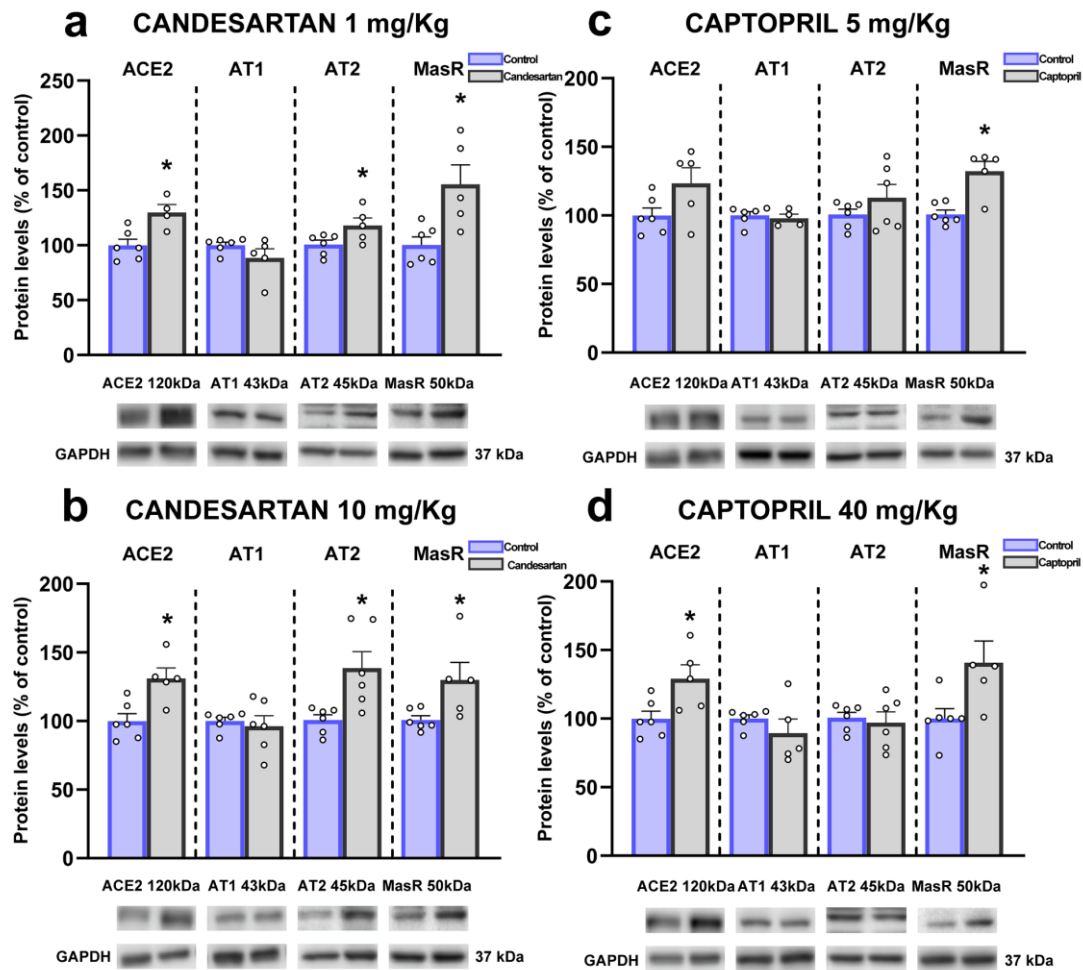 a CANDESARTAN 1 mg/Kg
ACE2 AT1 AT2 MasR
Control
Candesartan
Protein levels (% of control)
250
200
150
100
50
0
* * *
ACE2 120kDa AT1 43kDa AT2 45kDa MasR 50kDa
GAPDH 37 kDa
c CAPTOPRIL 5 mg/Kg
ACE2 AT1 AT2 MasR
Control
Captopril
Protein levels (% of control)
200
150
100
50
0
*
ACE2 120kDa AT1 43kDa AT2 45kDa MasR 50kDa
GAPDH 37 kDa
b CANDESARTAN 10 mg/Kg
ACE2 AT1 AT2 MasR
Control
Candesartan
Protein levels (% of control)
200
150
100
50
0
* * *
ACE2 120kDa AT1 43kDa AT2 45kDa MasR 50kDa
GAPDH 37 kDa
d CAPTOPRIL 40 mg/Kg
ACE2 AT1 AT2 MasR
Control
Captopril
Protein levels (% of control)
200
150
100
50
0
* *
ACE2 120kDa AT1 43kDa AT2 45kDa MasR 50kDa
GAPDH 37 kDa